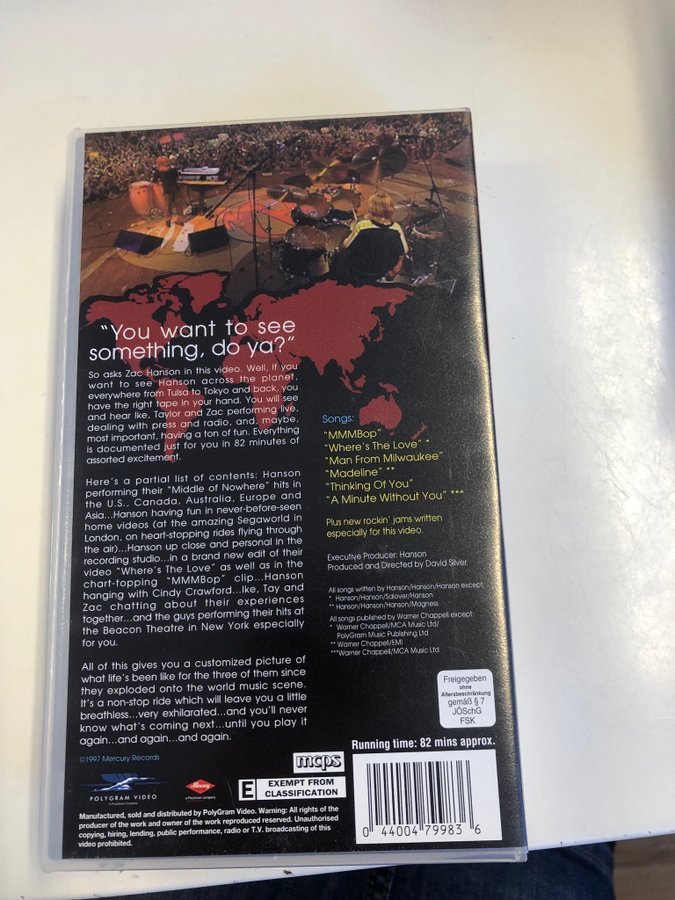 "You want to see
something, do ya?"
So asks Zac Hanson in this video. Well, if you
want to see Hanson across the planet,
everywhere from Tulsa to Tokyo and back, you
have the right tape in your hand. You will see
and hear Ike, Taylor and Zac performing live,
dealing with press and radio, and, maybe,
most important, having a ton of fun. Everything
is documented just for you in 82 minutes of
assorted excitement.
Here's a partial list of contents: Hanson
performing their "Middle of Nowhere" hits in
the U.S., Canada, Australia, Europe and
Asia...Hanson having fun in never-before-seen
home videos (at the amazing Segaworld in
London, on heart-stopping rides flying through
the air)...Hanson up close and personal in the
recording studio...in a brand new edit of their
video "Where's The Love" as well as in the
chart-topping "MMMBop" clip...Hanson
hanging with Cindy Crawford...Ike, Tay and
Zac chatting about their experiences
together...and the guys performing their hits at
the Beacon Theatre in New York especially
for you.
All of this gives you a customized picture of
what life's been like for the three of them since
they exploded onto the world music scene.
It's a non-stop ride which will leave you a little
breathless...very exhilarated...and you'll never
know what's coming next...until you play it
again...and again...and again.
©1997 Mercury Records
Songs:
"MMMBop"
"Where's The Love" *
"Man From Milwaukee"
"Madeline" **
"Thinking Of You"
"A Minute Without You" ***
Plus new rockin' jams written
especially for this video.
Executive Producer: Hanson
Produced and Directed by David Silver
All songs written by Hanson/Hanson/Hanson except:
* Hanson/Hanson/Salover/Hanson
** Hanson/Hanson/Hanson/Magness
All songs published by Warner Chappell except:
* Warner Chappell/MCA Music Ltd/
PolyGram Music Publishing Ltd
** Warner Chappell/EMI
***Warner Chappell/MCA Music Ltd
Freigegeben
ohne
Altersbeschränkung
gemäß § 7
JÖSchG
FSK
Running time: 82 mins approx.
POLYGRAM VIDEO
a PolyGram Company
Mercury
a PolyGram company
mcps
E EXEMPT FROM
CLASSIFICATION
Manufactured, sold and distributed by PolyGram Video. Warning: All rights of the
producer of the work and owner of the work reproduced reserved. Unauthorised
copying, hiring, lending, public performance, radio or T.V. broadcasting of this
video prohibited.
0 44004 79983 6